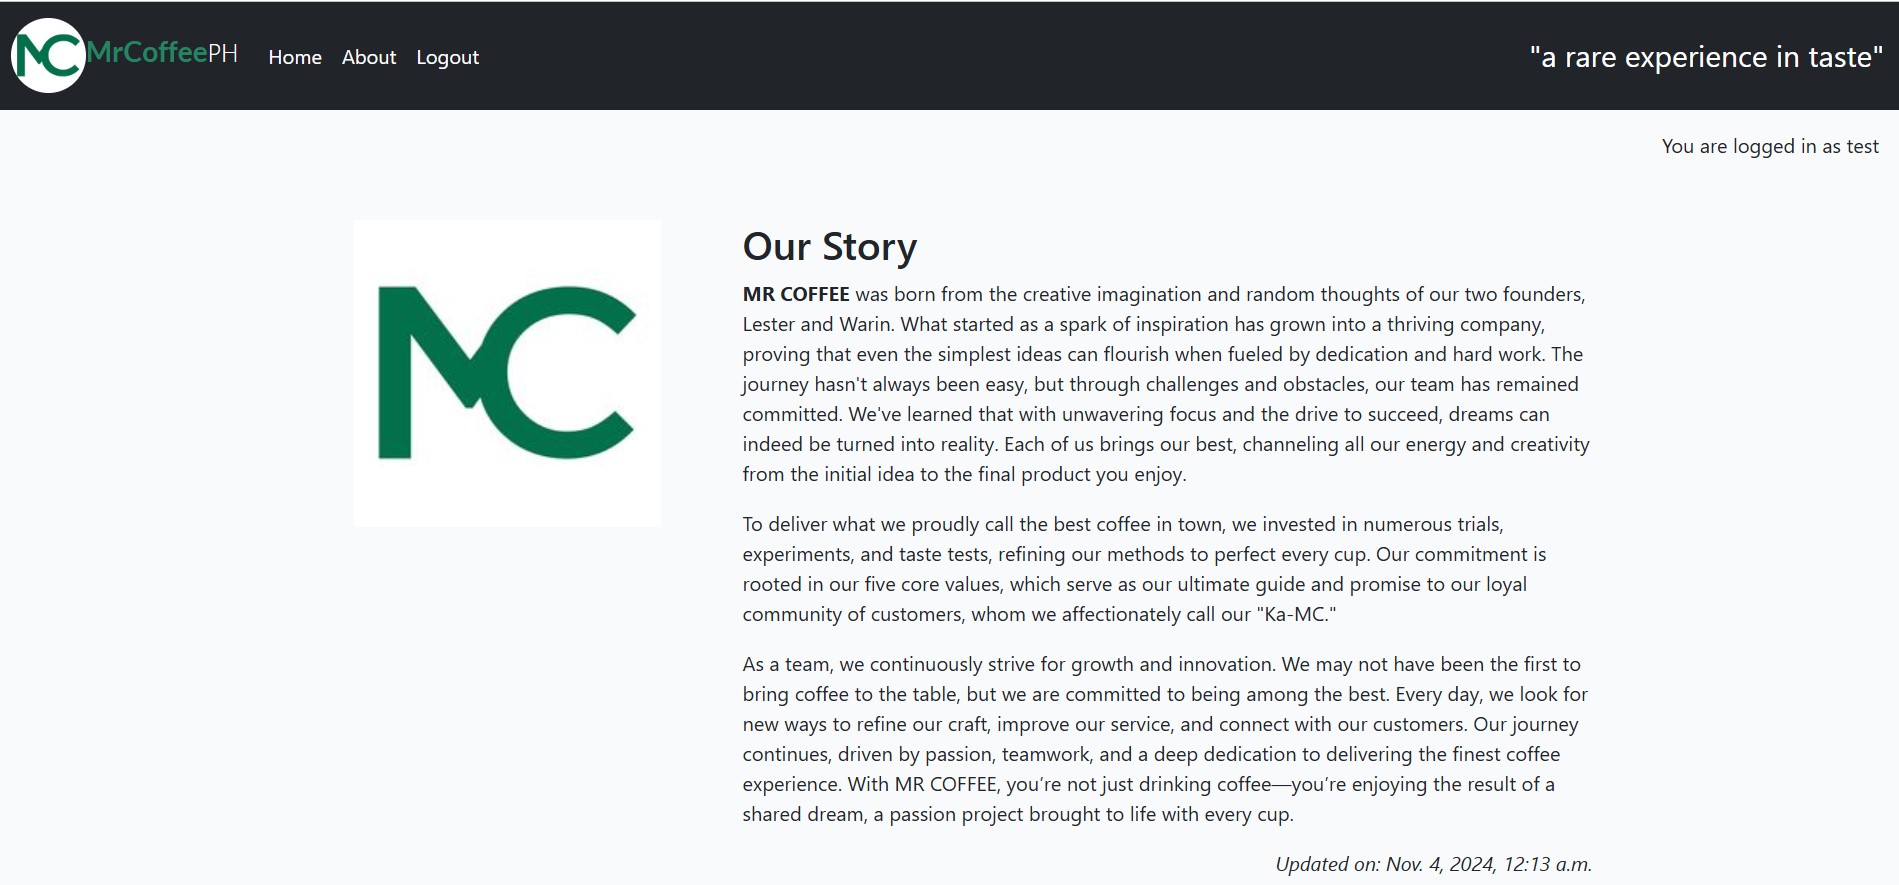 MC MrCoffeePH Home About Logout "a rare experience in taste"
You are logged in as test
MC
Our Story
MR COFFEE was born from the creative imagination and random thoughts of our two founders,
Lester and Warin. What started as a spark of inspiration has grown into a thriving company,
proving that even the simplest ideas can flourish when fueled by dedication and hard work. The
journey hasn't always been easy, but through challenges and obstacles, our team has remained
committed. We've learned that with unwavering focus and the drive to succeed, dreams can
indeed be turned into reality. Each of us brings our best, channeling all our energy and creativity
from the initial idea to the final product you enjoy.
To deliver what we proudly call the best coffee in town, we invested in numerous trials,
experiments, and taste tests, refining our methods to perfect every cup. Our commitment is
rooted in our five core values, which serve as our ultimate guide and promise to our loyal
community of customers, whom we affectionately call our "Ka-MC."
As a team, we continuously strive for growth and innovation. We may not have been the first to
bring coffee to the table, but we are committed to being among the best. Every day, we look for
new ways to refine our craft, improve our service, and connect with our customers. Our journey
continues, driven by passion, teamwork, and a deep dedication to delivering the finest coffee
experience. With MR COFFEE, you’re not just drinking coffee—you’re enjoying the result of a
shared dream, a passion project brought to life with every cup.
Updated on: Nov. 4, 2024, 12:13 a.m.